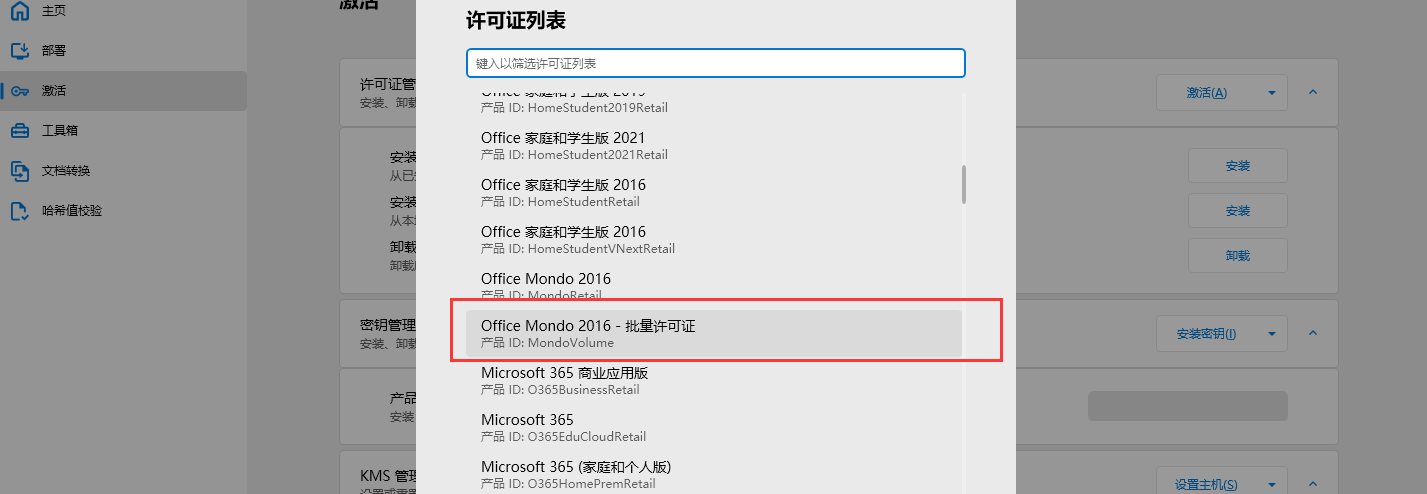 主页
部署
激活
工具箱
文档转换
哈希值校验
激活
许可证管
安装、卸载
激活(A)
安装
从已安
安装
安装
从本地
安装
卸载
卸载
密钥管理
安装、卸载
安装密钥(I)
产品
安装
KMS 管理
设置主机(S)
许可证列表
键入以筛选许可证列表
Office 家庭和学生版 2019
产品 ID: HomeStudent2019Retail
Office 家庭和学生版 2021
产品 ID: HomeStudent2021Retail
Office 家庭和学生版 2016
产品 ID: HomeStudentRetail
Office 家庭和学生版 2016
产品 ID: HomeStudentVNextRetail
Office Mondo 2016
产品 ID: MondoRetail
Office Mondo 2016 - 批量许可证
产品 ID: MondoVolume
Microsoft 365 商业应用版
产品 ID: O365BusinessRetail
Microsoft 365
产品 ID: O365EduCloudRetail
Microsoft 365 (家庭和个人版)
产品 ID: O365HomePremRetail